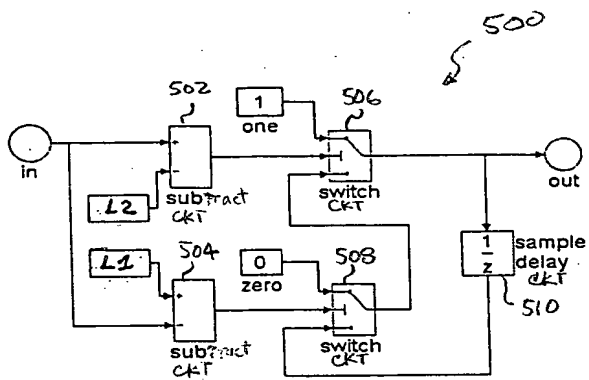 500
502
1
one
506
in
+
-
out
L2
subtract
CKT
switch
CKT
L1
504
0
zero
508
1
z
sample
delay
CKT
510
+
-
subtract
CKT
switch
CKT